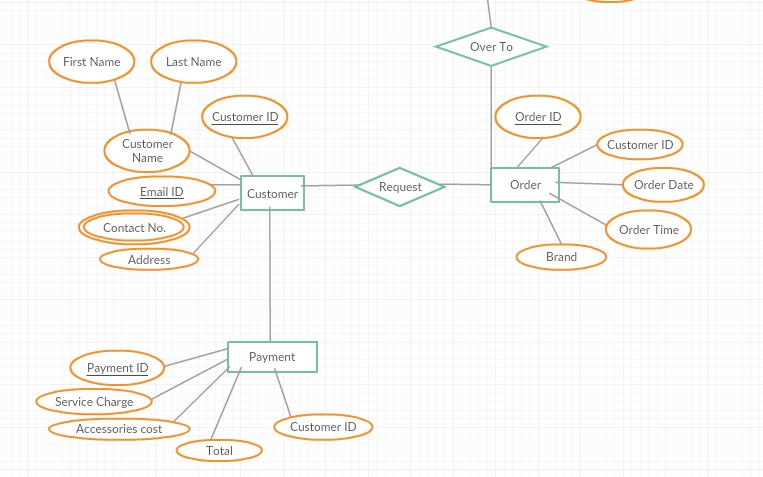 Over To
First Name
Last Name
Customer ID
Order ID
Customer
Name
Customer ID
Email ID
Customer
Request
Order
Order Date
Contact No.
Order Time
Address
Brand
Payment
Payment ID
Service Charge
Accessories cost
Customer ID
Total